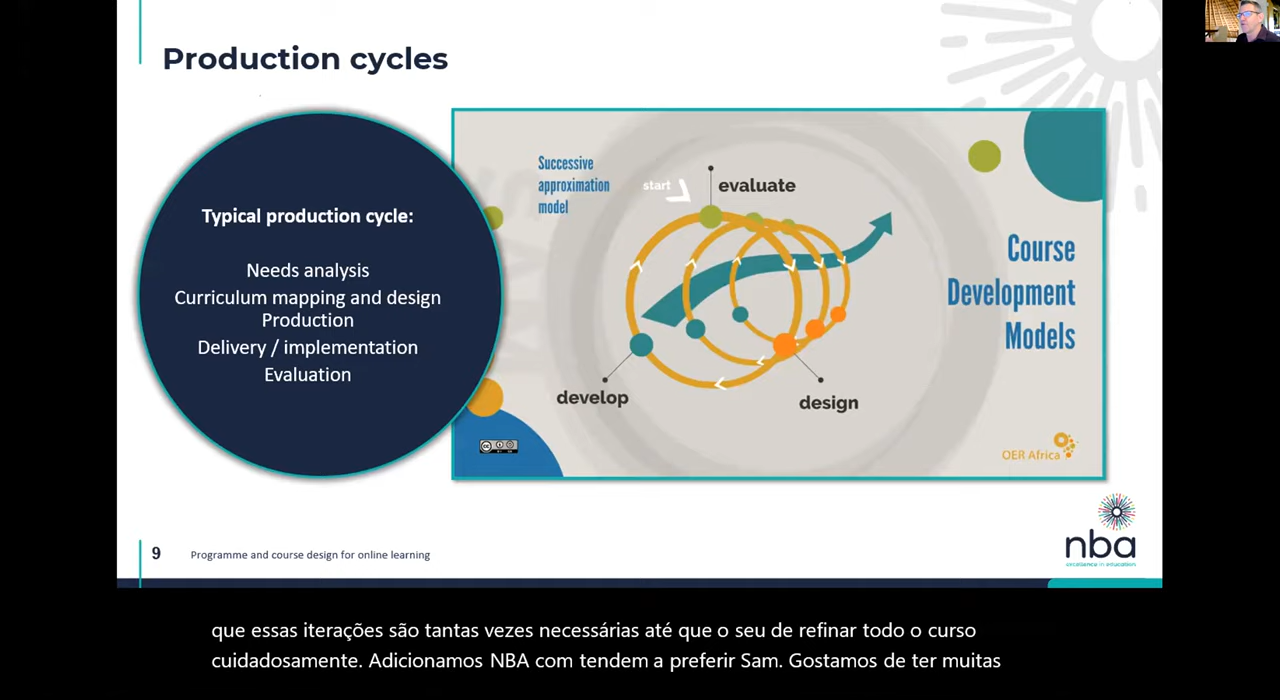 Production cycles
Typical production cycle:
Needs analysis
Curriculum mapping and design
Production
Delivery / implementation
Evaluation
Successive
approximation
model
start
evaluate
develop
design
Course
Development
Models
OER Africa
9
Programme and course design for online learning
nba
excellence in education
que essas iterações são tantas vezes necessárias até que o seu de refinar todo o curso
cuidadosamente. Adicionamos NBA com tendem a preferir Sam. Gostamos de ter muitas